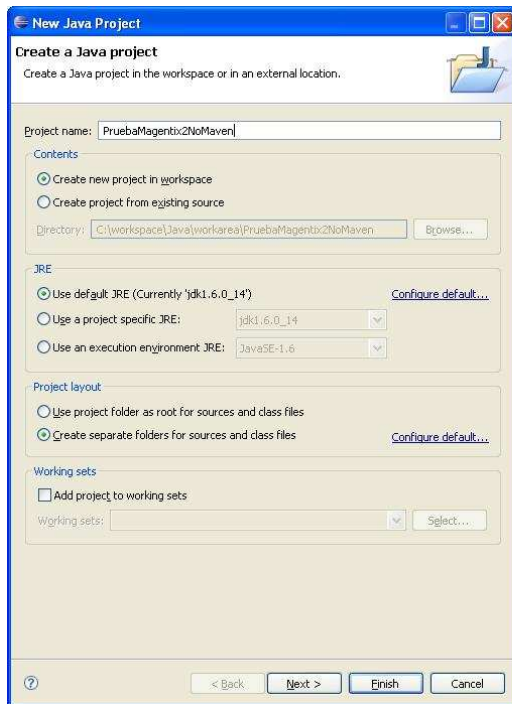 New Java Project
Create a Java project
Create a Java project in the workspace or in an external location.
Project name: PruebaMagentix2NoMaven
Contents
Create new project in workspace
Create project from existing source
Directory: C:\workspace\Java\workarea\PruebaMagentix2NoMaven Browse...
JRE
Use default JRE (Currently 'jdk1.6.0_14') Configure default...
Use a project specific JRE: jdk1.6.0_14
Use an execution environment JRE: JavaSE-1.6
Project layout
Use project folder as root for sources and class files
Create separate folders for sources and class files Configure default...
Working sets
Add project to working sets
Working sets: Select...
? < Back Next > Finish Cancel